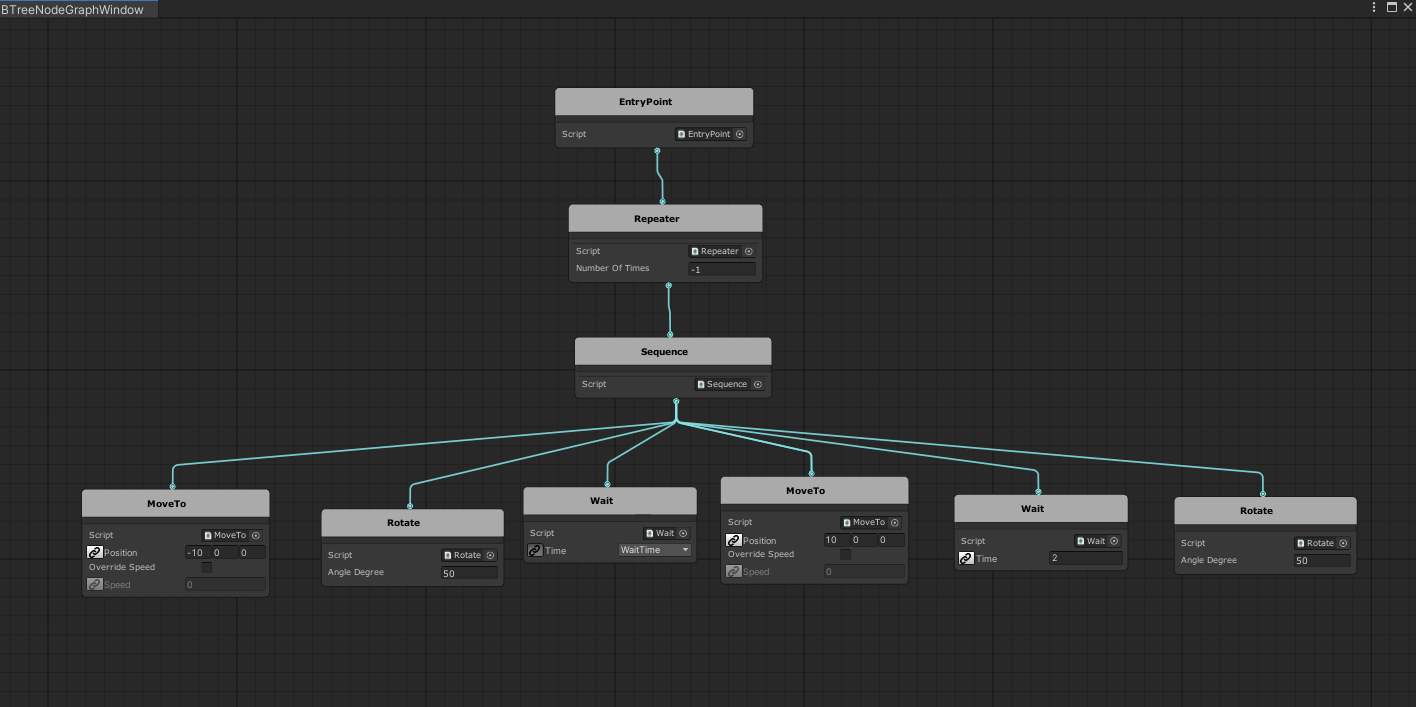 BTreeNodeGraphWindow
EntryPoint
Script EntryPoint
Repeater
Script Repeater
Number Of Times -1
Sequence
Script Sequence
MoveTo
Script MoveTo
Position -10 0 0
Override Speed
Speed 0
Rotate
Script Rotate
Angle Degree 50
Wait
Script Wait
Time WaitTime
MoveTo
Script MoveTo
Position 10 0 0
Override Speed
Speed 0
Wait
Script Wait
Time 2
Rotate
Script Rotate
Angle Degree 50